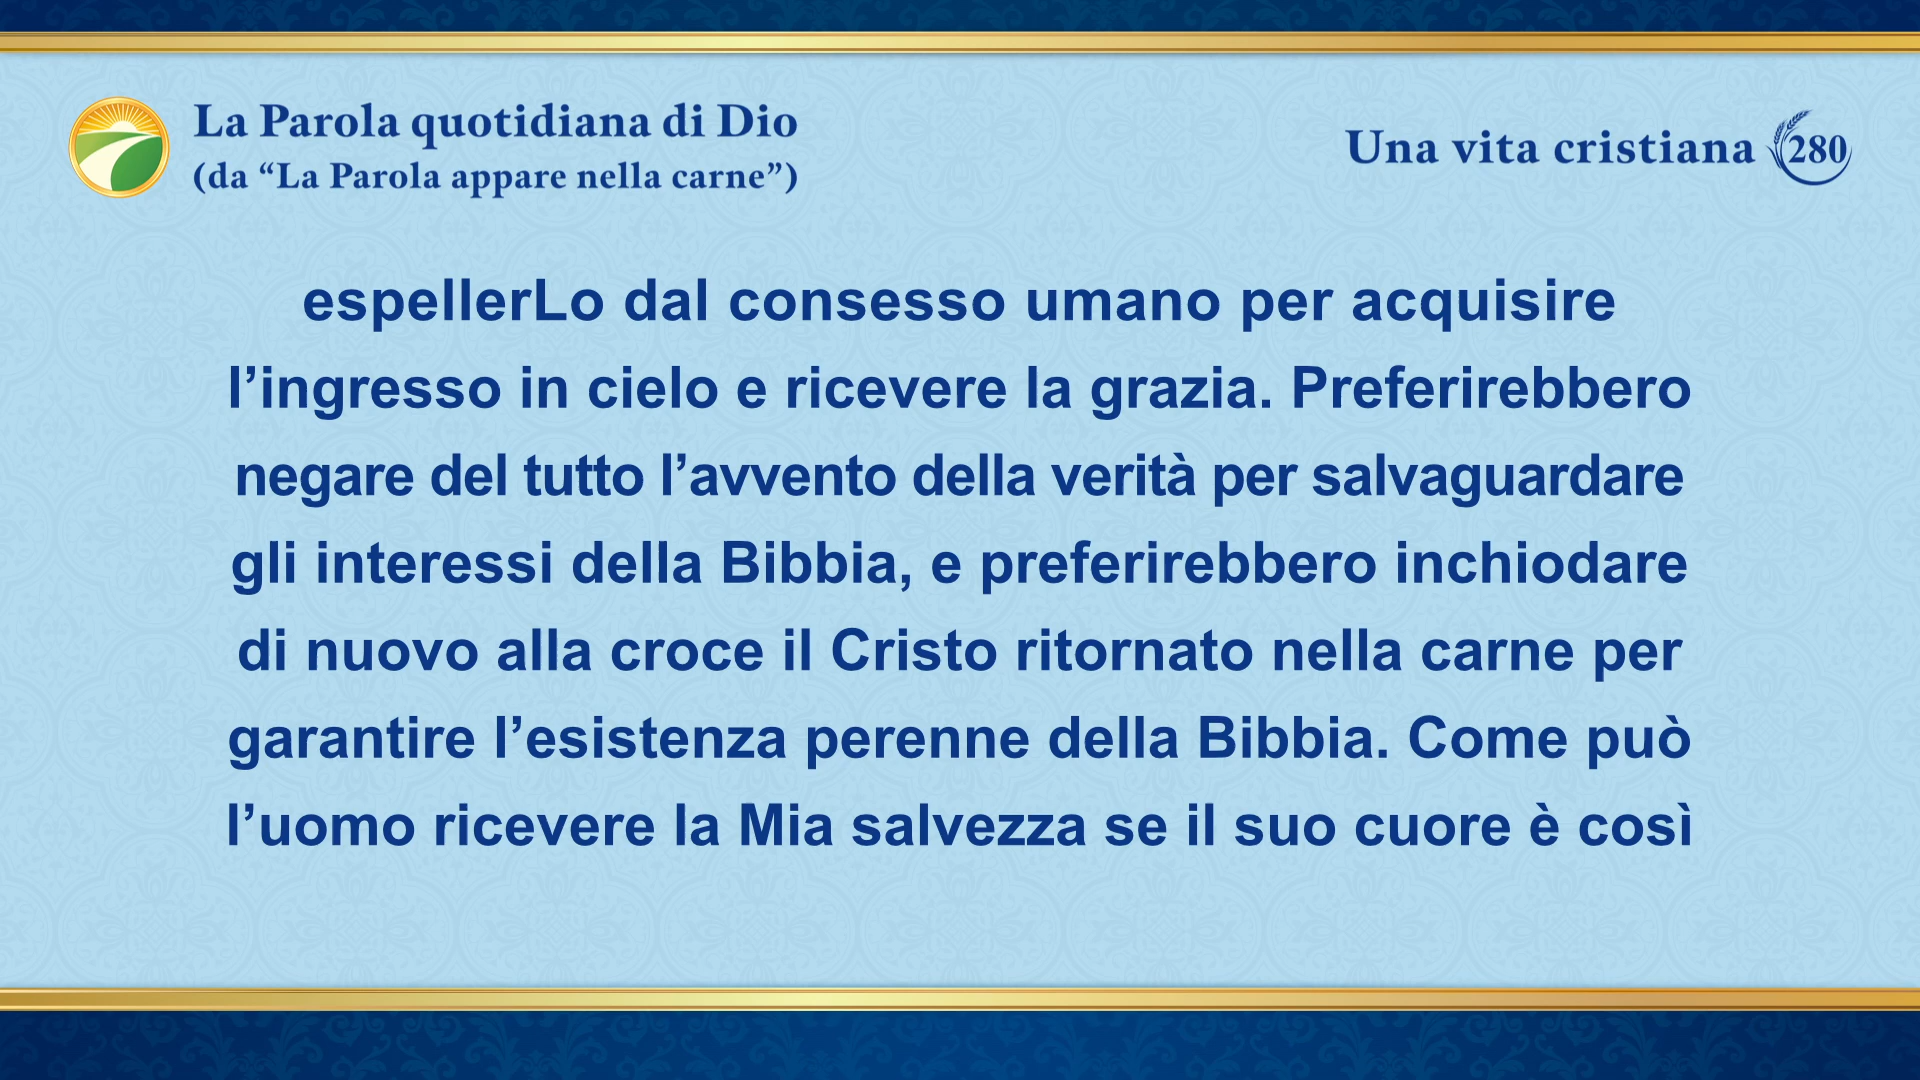 La Parola quotidiana di Dio
(da “La Parola appare nella carne”)
Una vita cristiana 280
espellerLo dal consesso umano per acquisire
l’ingresso in cielo e ricevere la grazia. Preferirebbero
negare del tutto l’avvento della verità per salvaguardare
gli interessi della Bibbia, e preferirebbero inchiodare
di nuovo alla croce il Cristo ritornato nella carne per
garantire l’esistenza perenne della Bibbia. Come può
l’uomo ricevere la Mia salvezza se il suo cuore è così